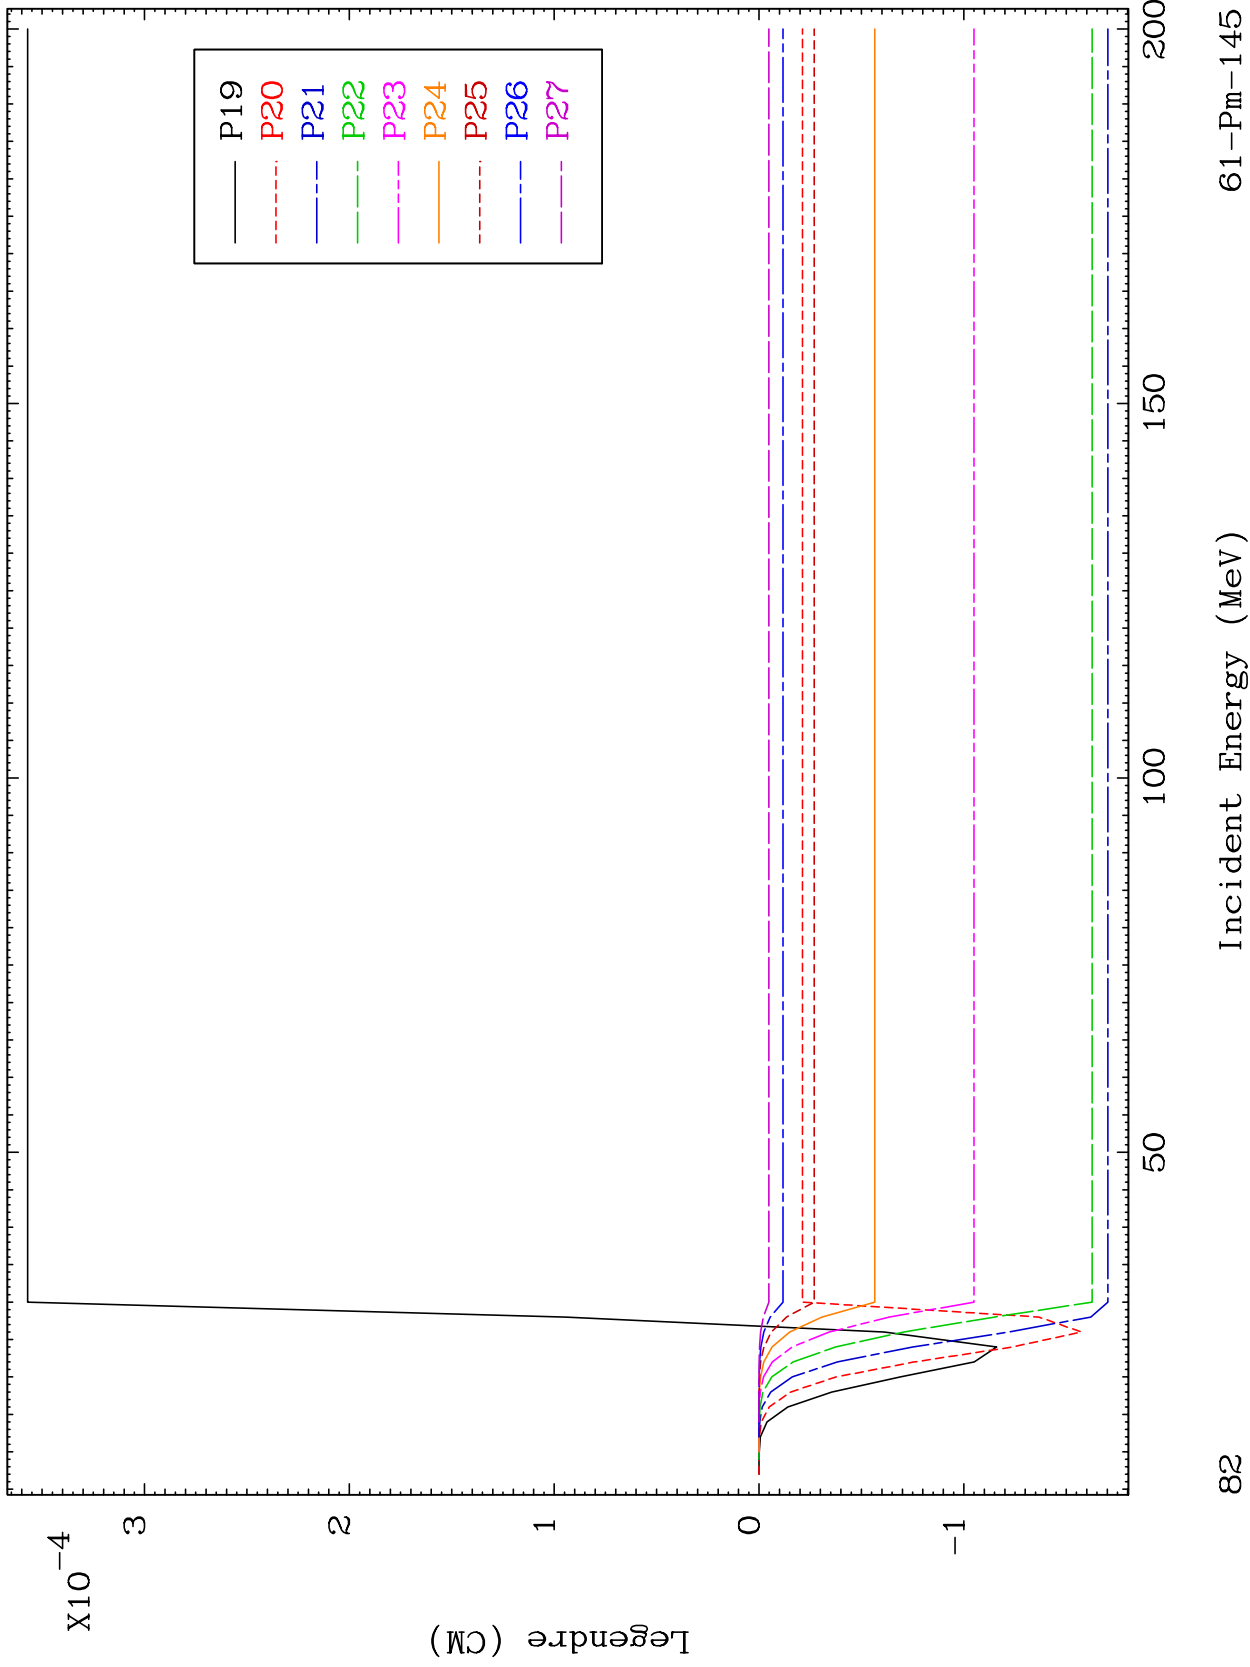 X10-4
3
2
1
0
-1
Legendre (CM)
P19
P20
P21
P22
P23
P24
P25
P26
P27
50
100
150
200
82
Incident Energy (MeV)
61-Pm-145